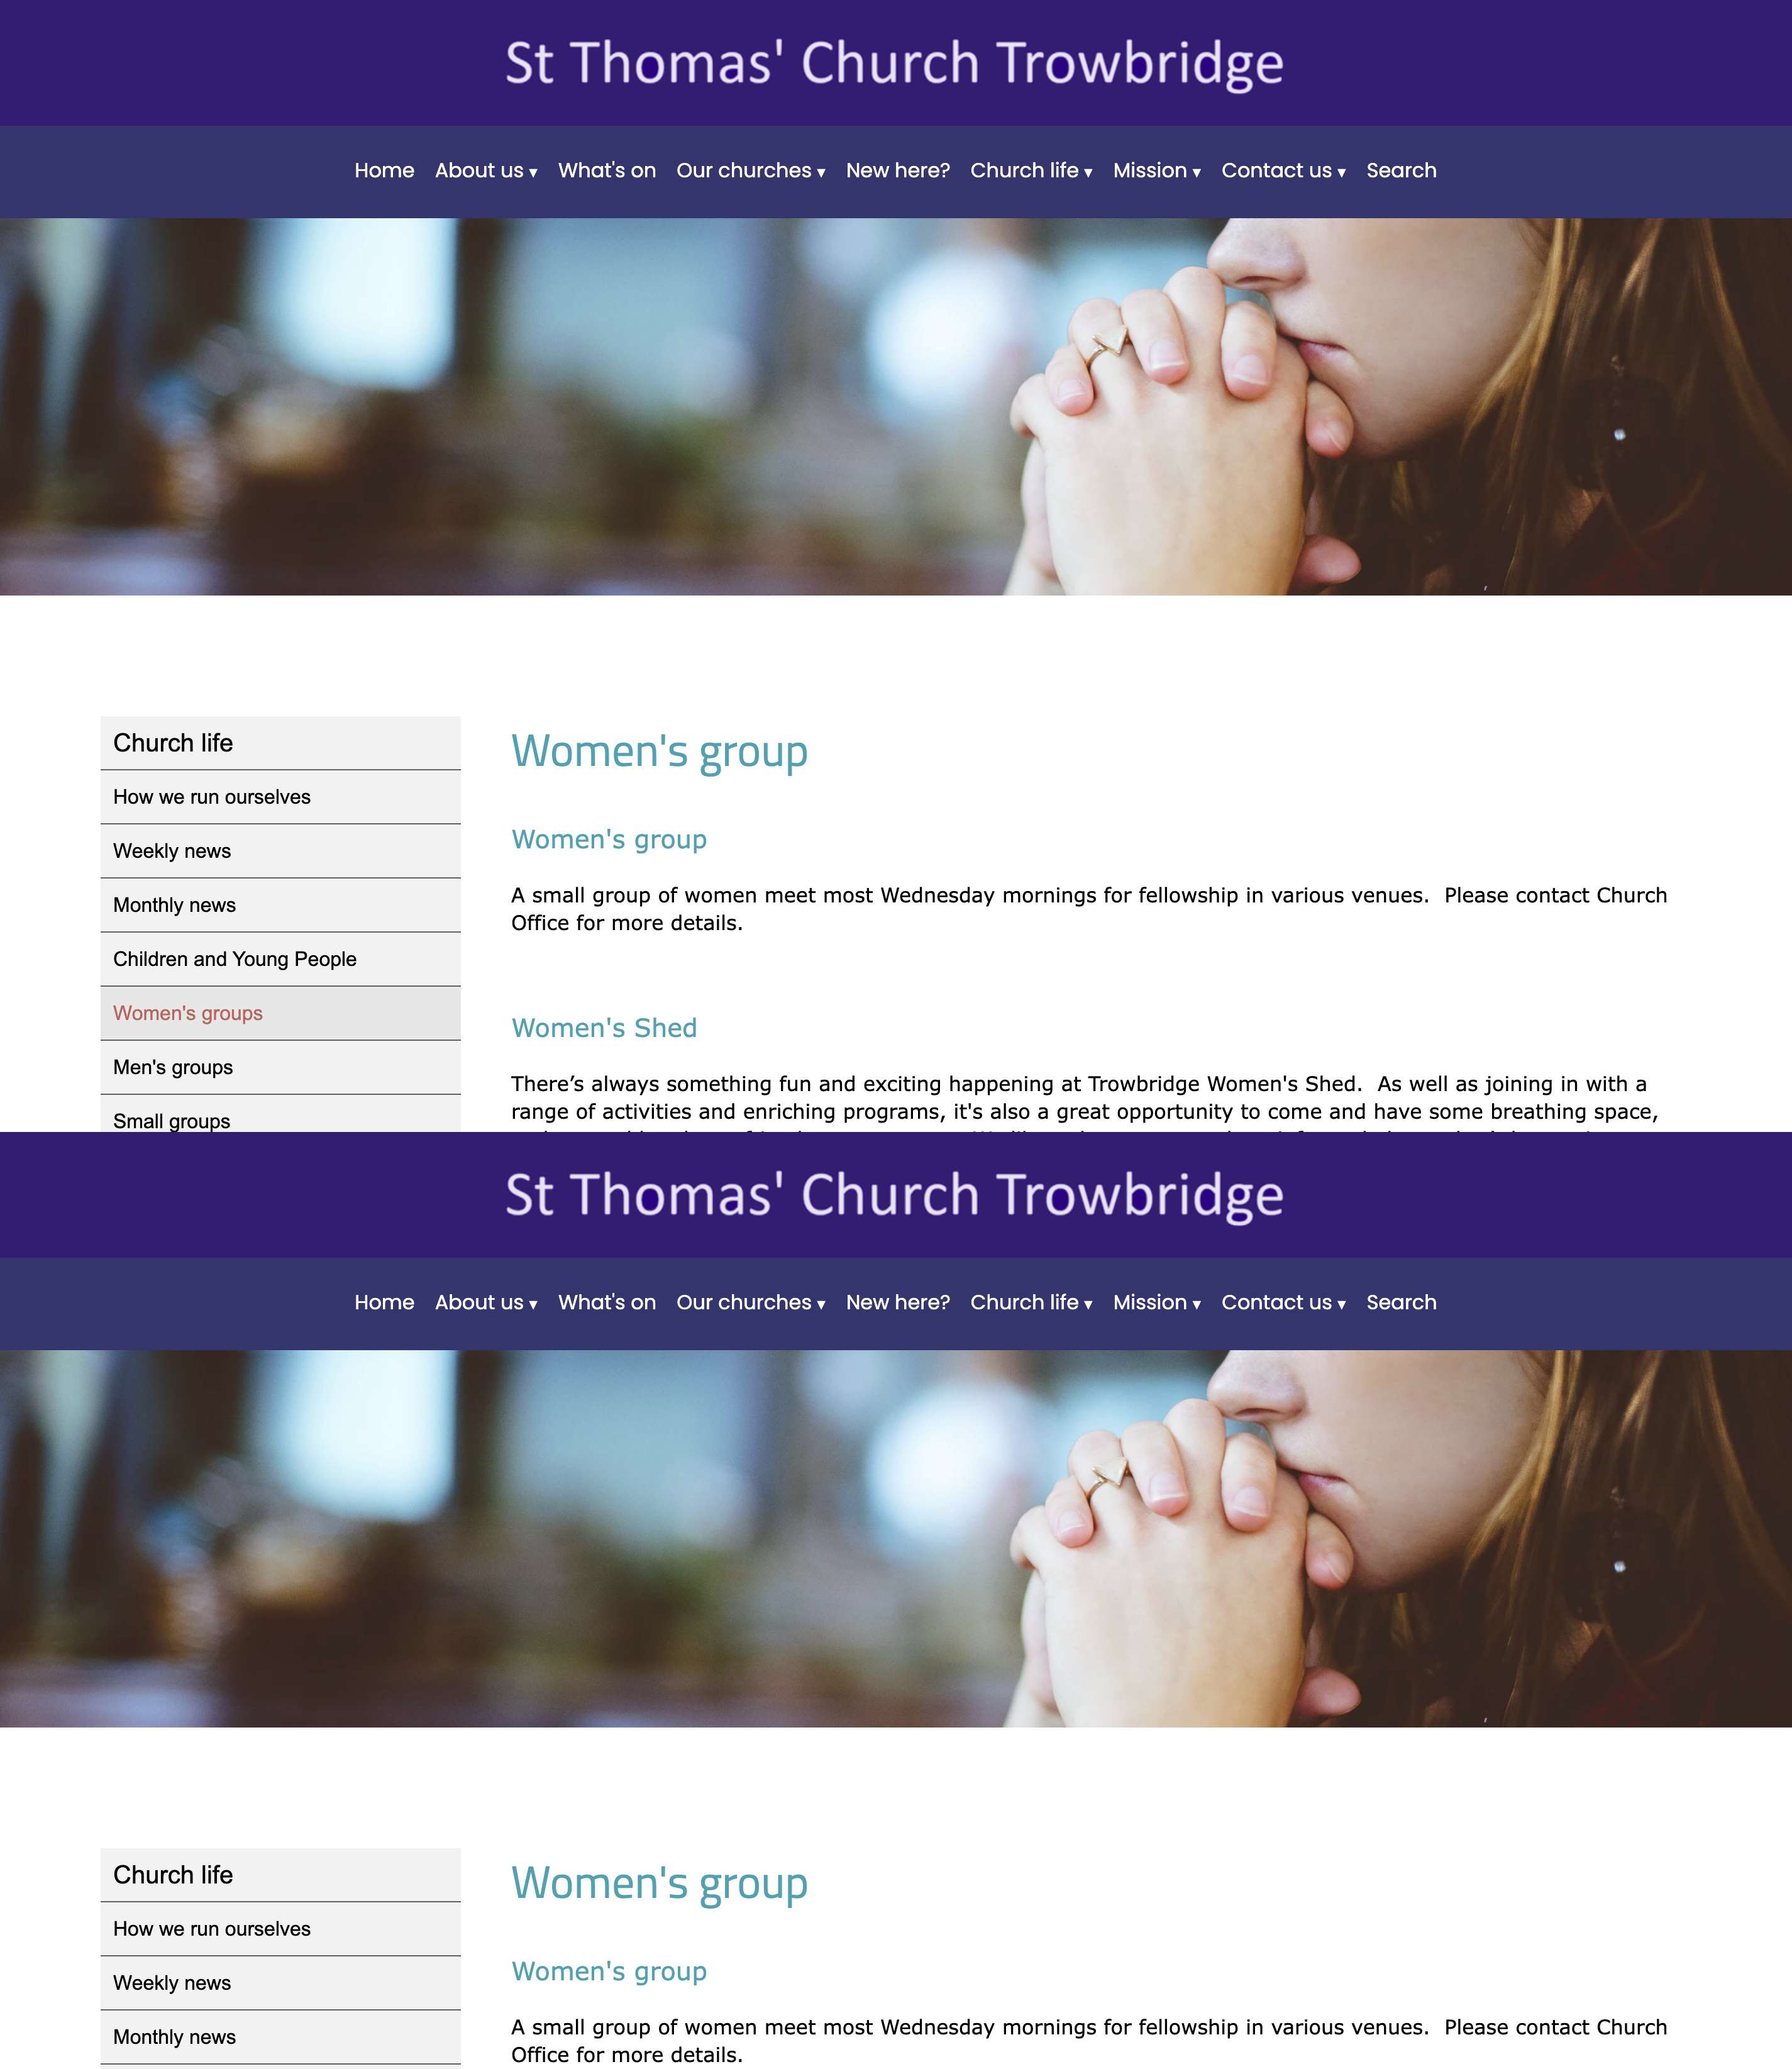 St Thomas' Church Trowbridge
Home About us ▾ What's on Our churches ▾ New here? Church life ▾ Mission ▾ Contact us ▾ Search
Church life
How we run ourselves
Weekly news
Monthly news
Children and Young People
Women's groups
Men's groups
Small groups
Women's group
Women's group
A small group of women meet most Wednesday mornings for fellowship in various venues.  Please contact Church
Office for more details.
Women's Shed
There’s always something fun and exciting happening at Trowbridge Women's Shed.  As well as joining in with a
range of activities and enriching programs, it's also a great opportunity to come and have some breathing space,
St Thomas' Church Trowbridge
Home About us ▾ What's on Our churches ▾ New here? Church life ▾ Mission ▾ Contact us ▾ Search
Church life
How we run ourselves
Weekly news
Monthly news
Women's group
Women's group
A small group of women meet most Wednesday mornings for fellowship in various venues.  Please contact Church
Office for more details.